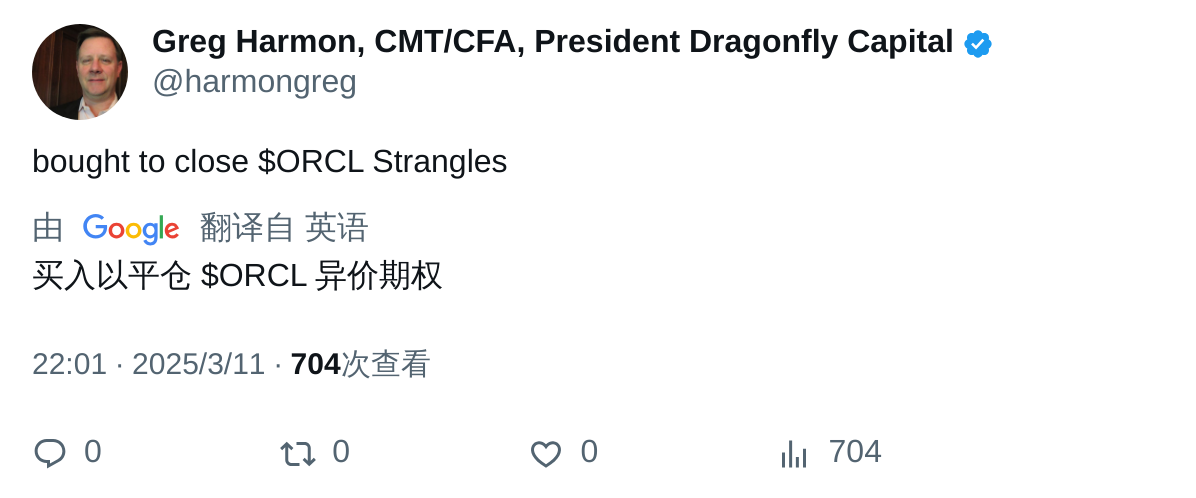 Greg Harmon, CMT/CFA, President Dragonfly Capital
@harmongreg
bought to close $ORCL Strangles
由 Google 翻译自 英语
买入以平仓 $ORCL 异价期权
22:01 · 2025/3/11 · 704次查看
0 0 0 704